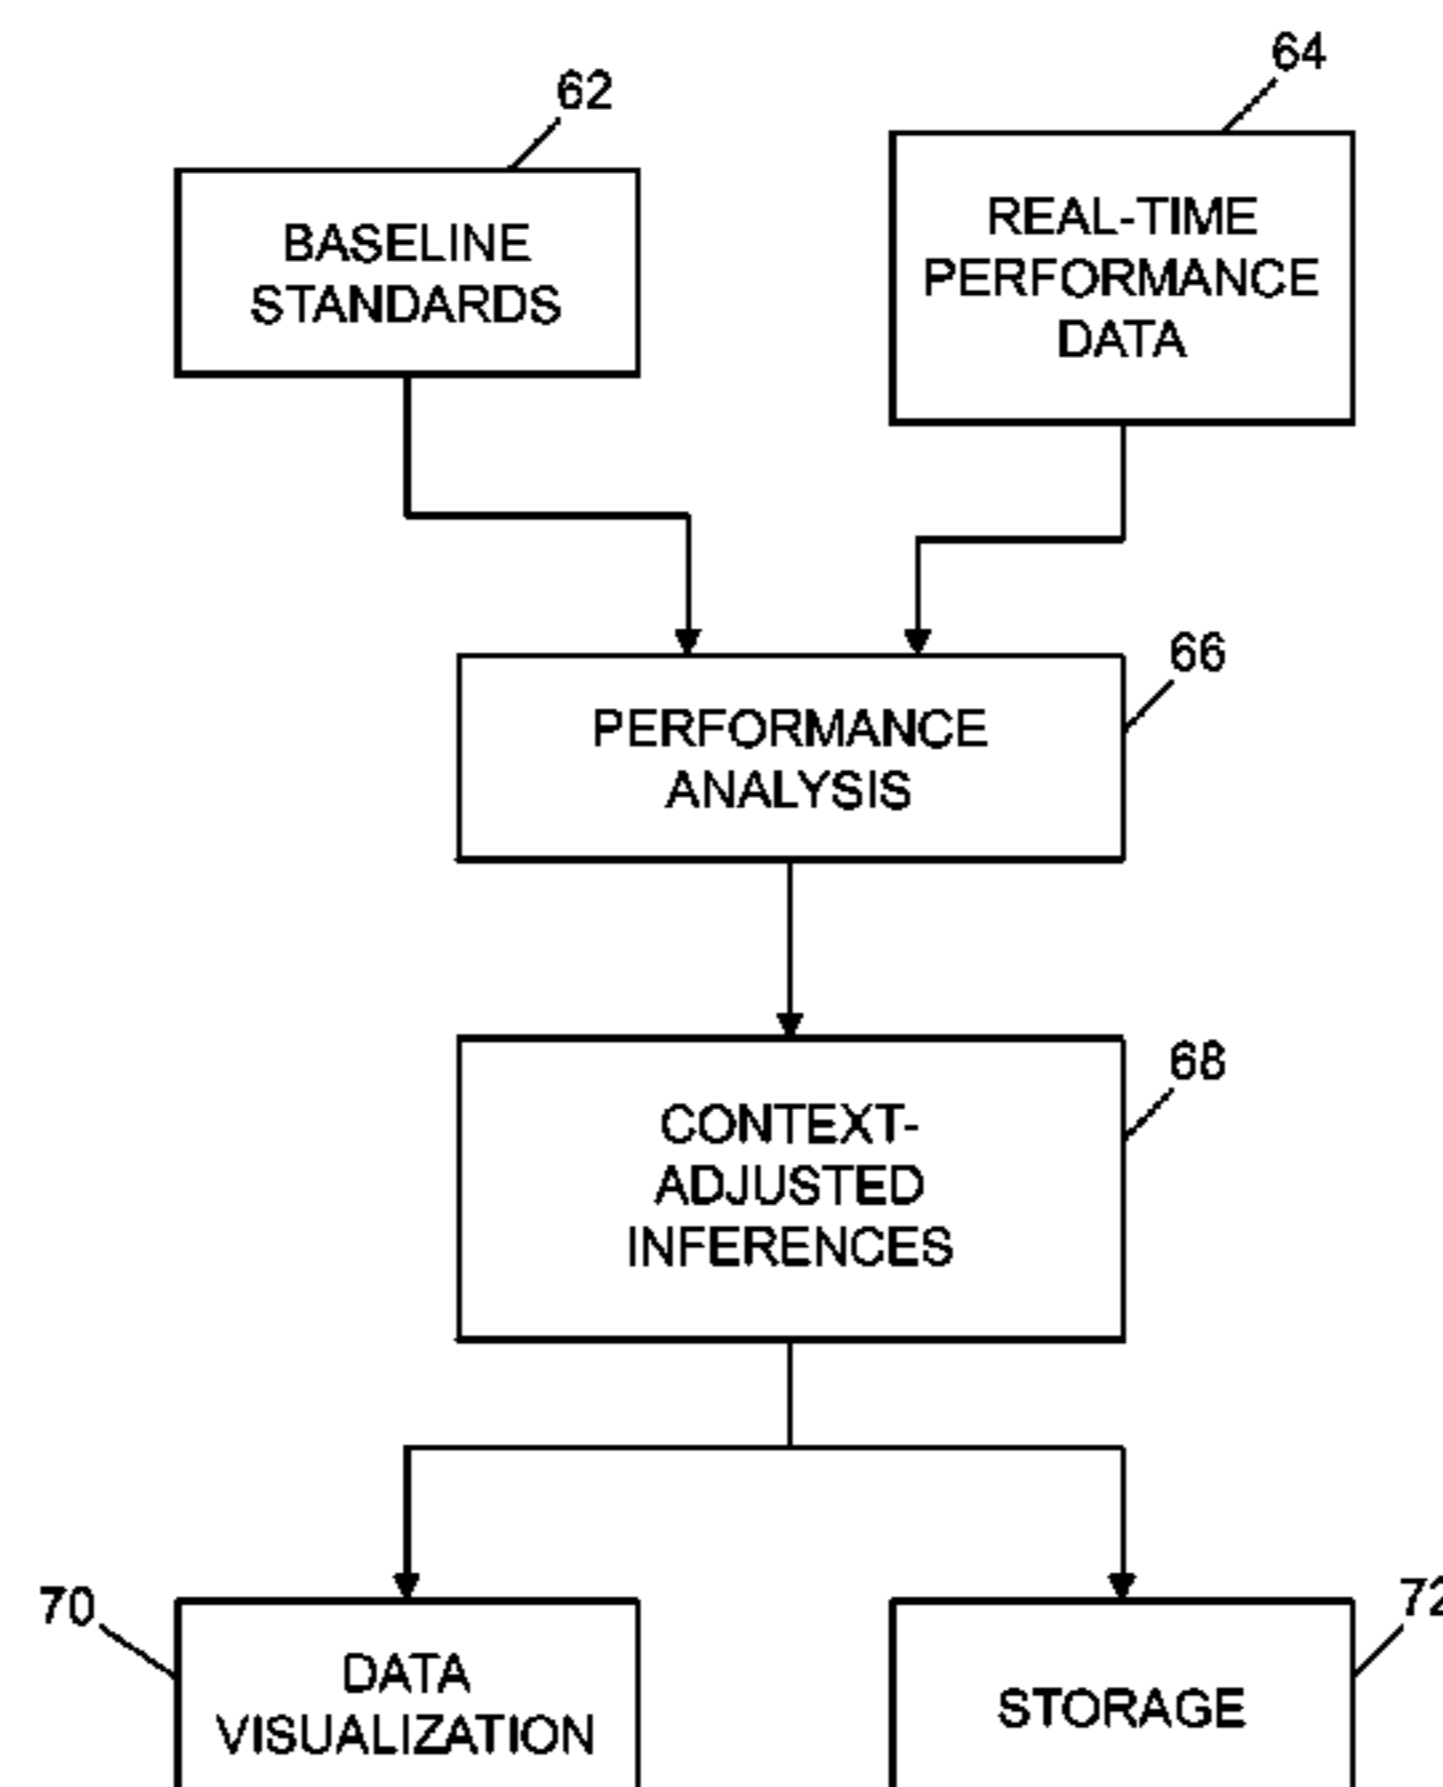 64
62
REAL-TIME
PERFORMANCE
DATA
BASELINE
STANDARDS
66
PERFORMANCE
ANALYSIS
68
CONTEXT-
ADJUSTED
INFERENCES
70
72
DATA
VISUALIZATION
STORAGE